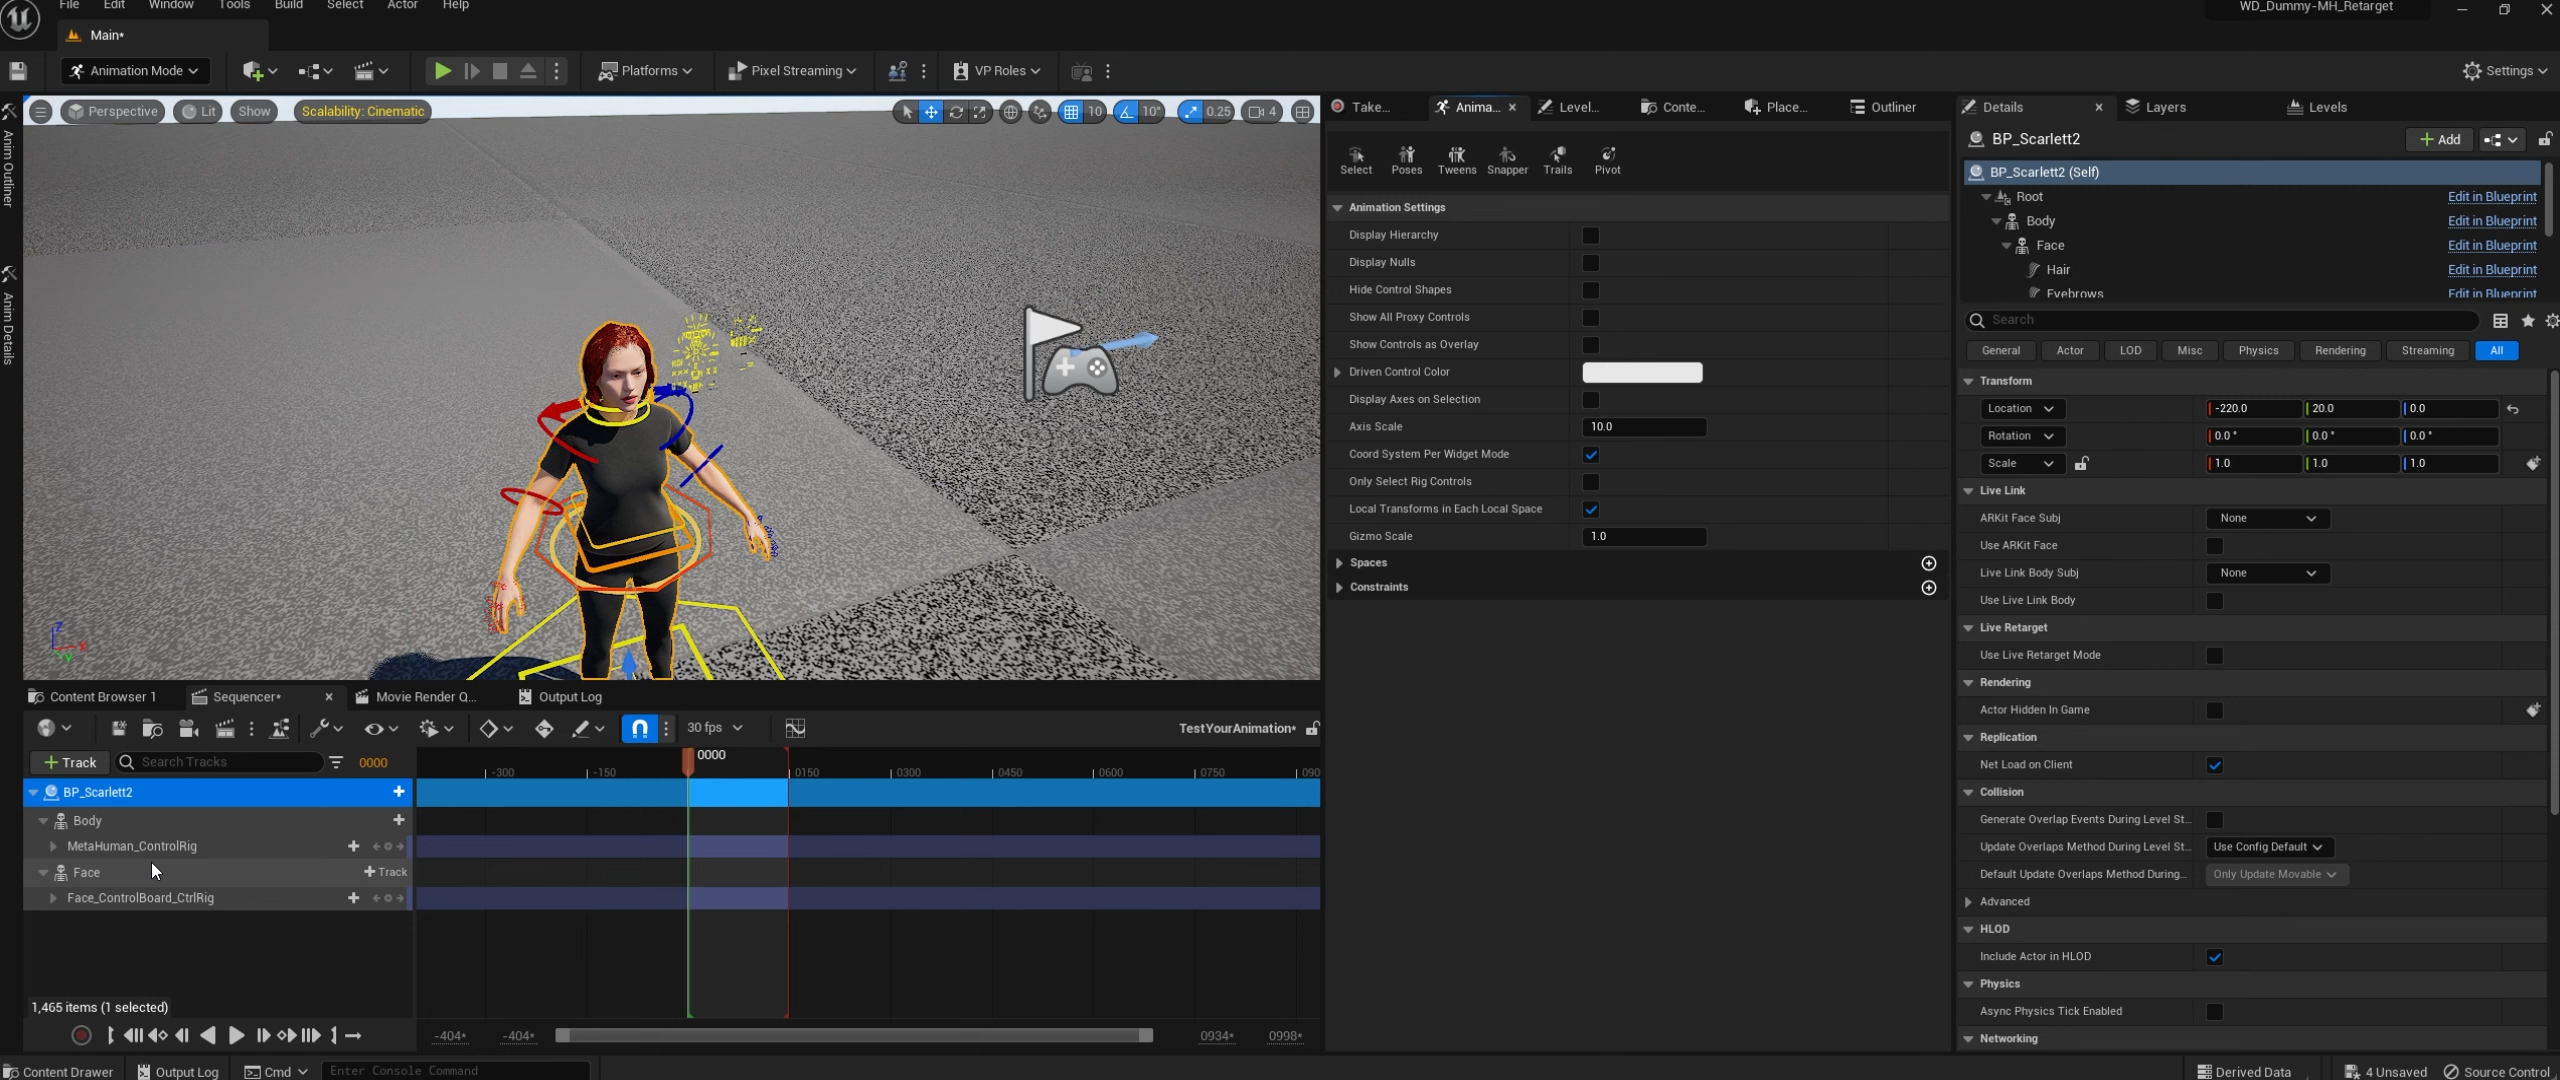 File Edit Window Tools Build Select Actor Help
WD_Dummy-MH_Retarget
Main*
Animation Mode
Platforms
Pixel Streaming
VP Roles
Settings
Perspective
Lit
Show
Scalability: Cinematic
10
10°
0.25
4
Anim Outliner
Anim Details
Take...
Anima...
Level...
Conte...
Place...
Outliner
Select
Poses
Tweens
Snapper
Trails
Pivot
Animation Settings
Display Hierarchy
Display Nulls
Hide Control Shapes
Show All Proxy Controls
Show Controls as Overlay
Driven Control Color
Display Axes on Selection
Axis Scale 10.0
Coord System Per Widget Mode
Only Select Rig Controls
Local Transforms in Each Local Space
Gizmo Scale 1.0
Spaces
Constraints
Details
Layers
Levels
BP_Scarlett2
+ Add
BP_Scarlett2 (Self)
Root Edit in Blueprint
Body Edit in Blueprint
Face Edit in Blueprint
Hair Edit in Blueprint
Eyebrows Edit in Blueprint
Search
General
Actor
LOD
Misc
Physics
Rendering
Streaming
All
Transform
Location -220.0 20.0 0.0
Rotation 0.0 ° 0.0 ° 0.0 °
Scale 1.0 1.0 1.0
Live Link
ARKit Face Subj None
Use ARKit Face
Live Link Body Subj None
Use Live Link Body
Live Retarget
Use Live Retarget Mode
Rendering
Actor Hidden In Game
Replication
Net Load on Client
Collision
Generate Overlap Events During Level St...
Update Overlaps Method During Level St... Use Config Default
Default Update Overlaps Method During... Only Update Movable
Advanced
HLOD
Include Actor in HLOD
Physics
Async Physics Tick Enabled
Networking
Content Browser 1
Sequencer*
Movie Render Q...
Output Log
30 fps
TestYourAnimation*
+ Track
Search Tracks
0000
0000
-300 -150 0150 0300 0450 0600 0750 090
BP_Scarlett2
Body
MetaHuman_ControlRig
Face + Track
Face_ControlBoard_CtrlRig
1,465 items (1 selected)
-404* -404* 0934* 0998*
Content Drawer
Output Log
Cmd
Enter Console Command
Derived Data
4 Unsaved
Source Control
X
Y
Z